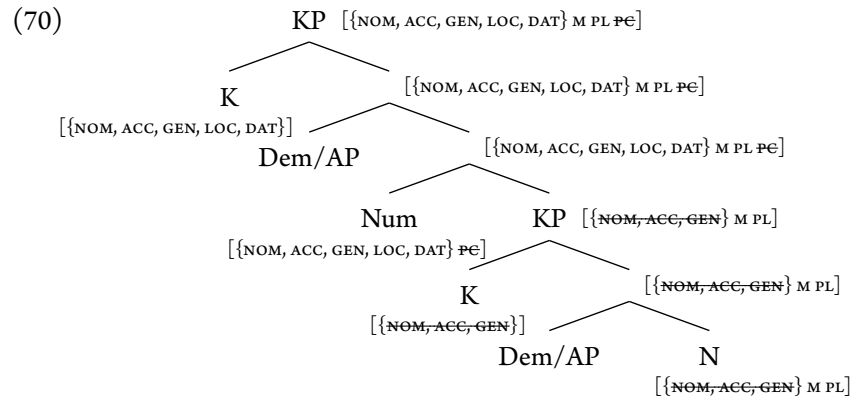 (70)
KP [{NOM, ACC, GEN, LOC, DAT} M PL PC]
K [{NOM, ACC, GEN, LOC, DAT} M PL PC]
[{NOM, ACC, GEN, LOC, DAT}]
Dem/AP [{NOM, ACC, GEN, LOC, DAT} M PL PC]
Num KP [{NOM, ACC, GEN} M PL]
[{NOM, ACC, GEN, LOC, DAT} PC]
K [{NOM, ACC, GEN} M PL]
[{NOM, ACC, GEN}]
Dem/AP N
[{NOM, ACC, GEN} M PL]